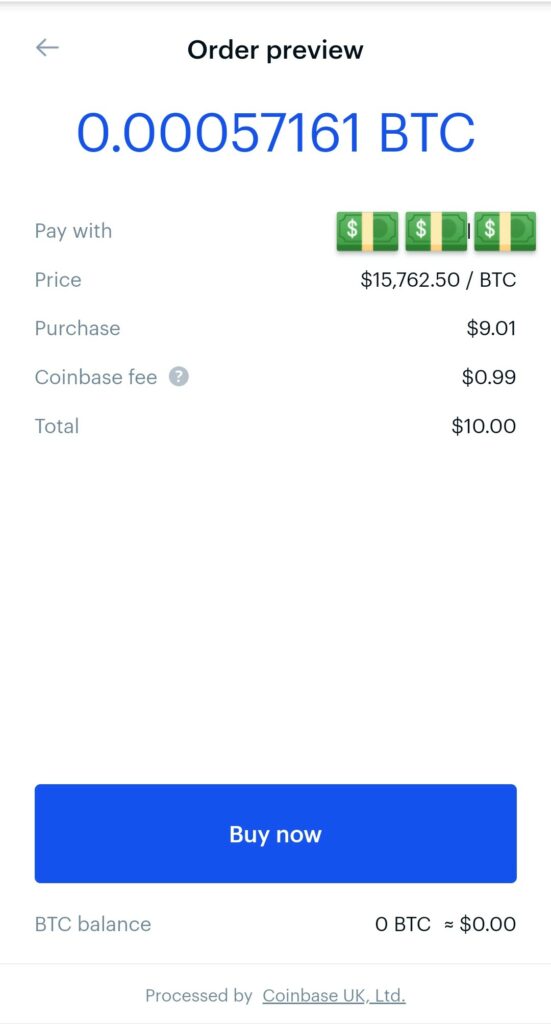 Order preview
0.00057161 BTC
Pay with
Price $15,762.50 / BTC
Purchase $9.01
Coinbase fee ? $0.99
Total $10.00
Buy now
BTC balance 0 BTC ≈ $0.00
Processed by Coinbase UK, Ltd.